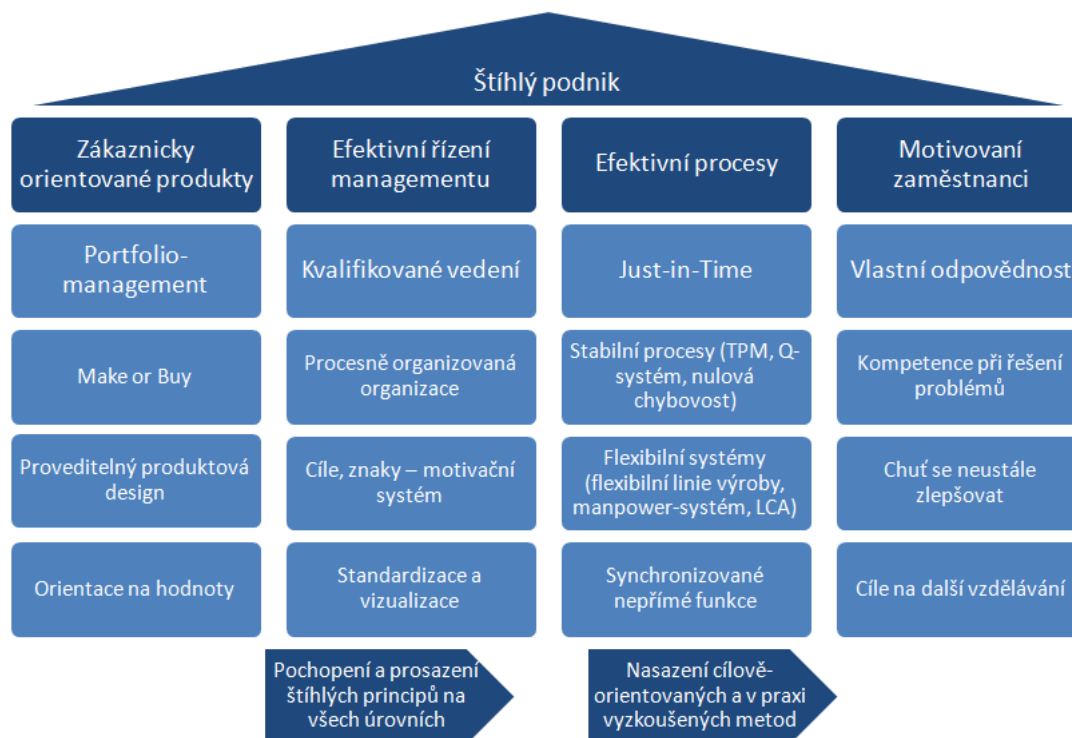 Štíhlý podnik
Zákaznicky
orientované produkty
Efektivní řízení
managementu
Efektivní procesy
Motivovaní
zaměstnanci
Portfolio-
management
Kvalifikované vedení
Just-in-Time
Vlastní odpovědnost
Make or Buy
Procesně organizovaná
organizace
Stabilní procesy (TPM, Q-
systém, nulová
chybovost)
Kompetence při řešení
problémů
Proveditelný produktová
design
Cíle, znaky – motivační
systém
Flexibilní systémy
(flexibilní linie výroby,
manpower-systém, LCA)
Chuť se neustále
zlepšovat
Orientace na hodnoty
Standardizace a
vizualizace
Synchronizované
nepřímé funkce
Cíle na další vzdělávání
Pochopení a prosazení
štíhlých principů na
všech úrovních
Nasazení cílově-
orientovaných a v praxi
vyzkoušených metod